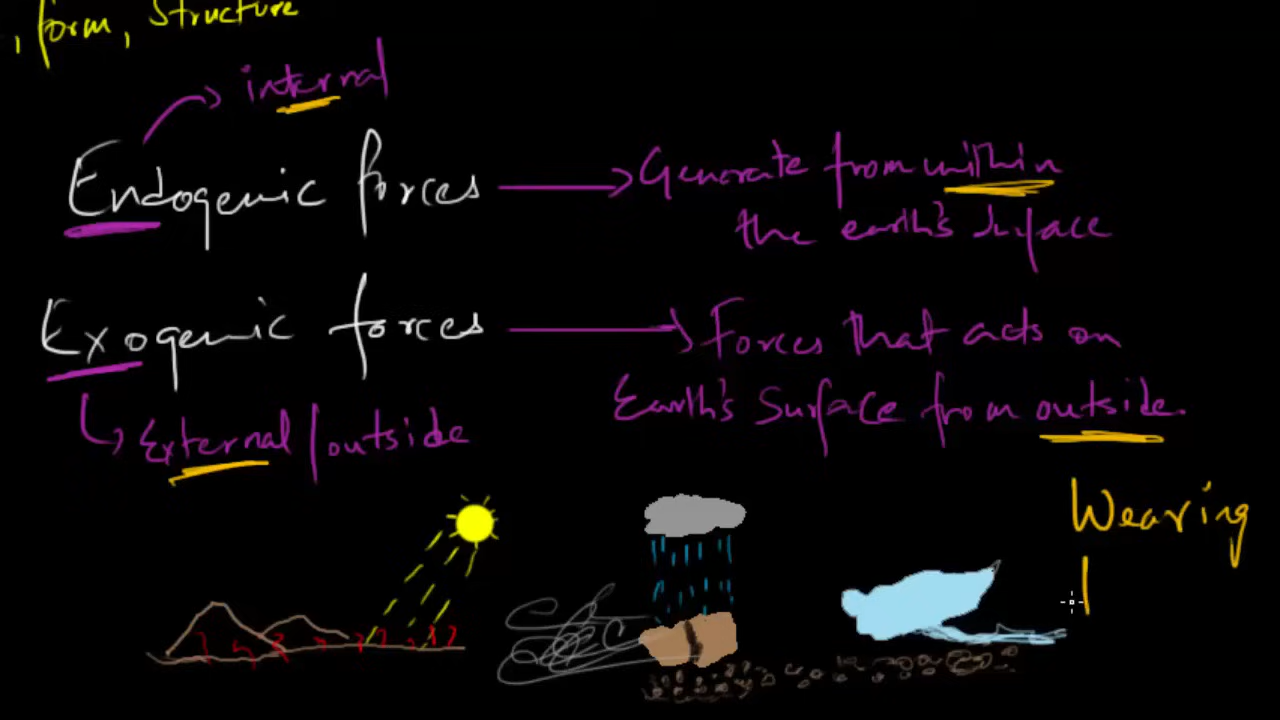 , form, Structure
internal
Endogenic forces
Generate from within
the earth's surface
Exogenic forces
Forces that acts on
Earth's Surface from outside.
External/outside
Wearing